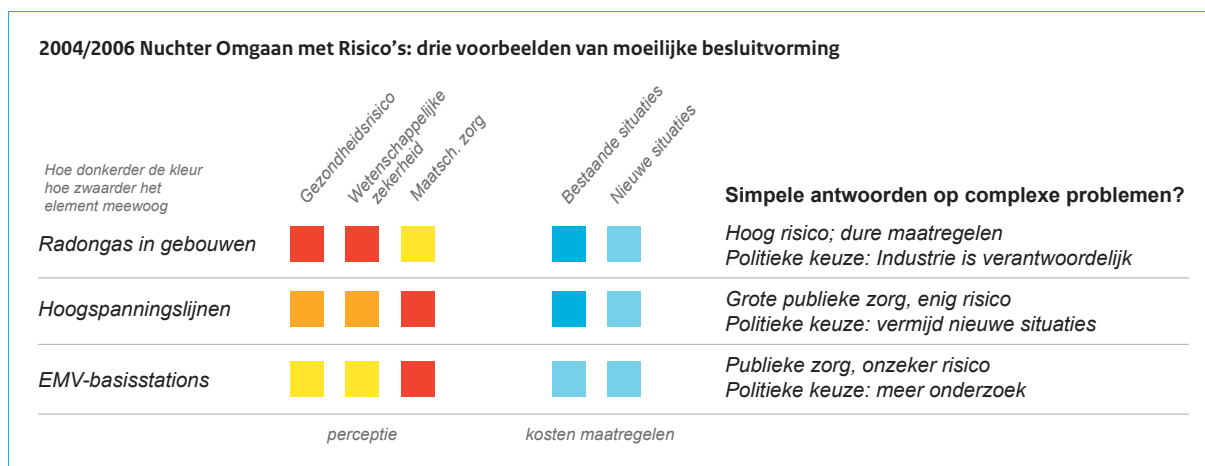 2004/2006 Nuchter Omgaan met Risico's: drie voorbeelden van moeilijke besluitvorming
Hoe donkerder de kleur
hoe zwaarder het
element meewoog
Gezondheidsrisico
Wetenschappelijke
zekerheid
Maatsch. zorg
Bestaande situaties
Nieuwe situaties
Simpele antwoorden op complexe problemen?
Radongas in gebouwen
Hoog risico; dure maatregelen
Politieke keuze: Industrie is verantwoordelijk
Hoogspanningslijnen
Grote publieke zorg, enig risico
Politieke keuze: vermijd nieuwe situaties
EMV-basisstations
Publieke zorg, onzeker risico
Politieke keuze: meer onderzoek
perceptie
kosten maatregelen